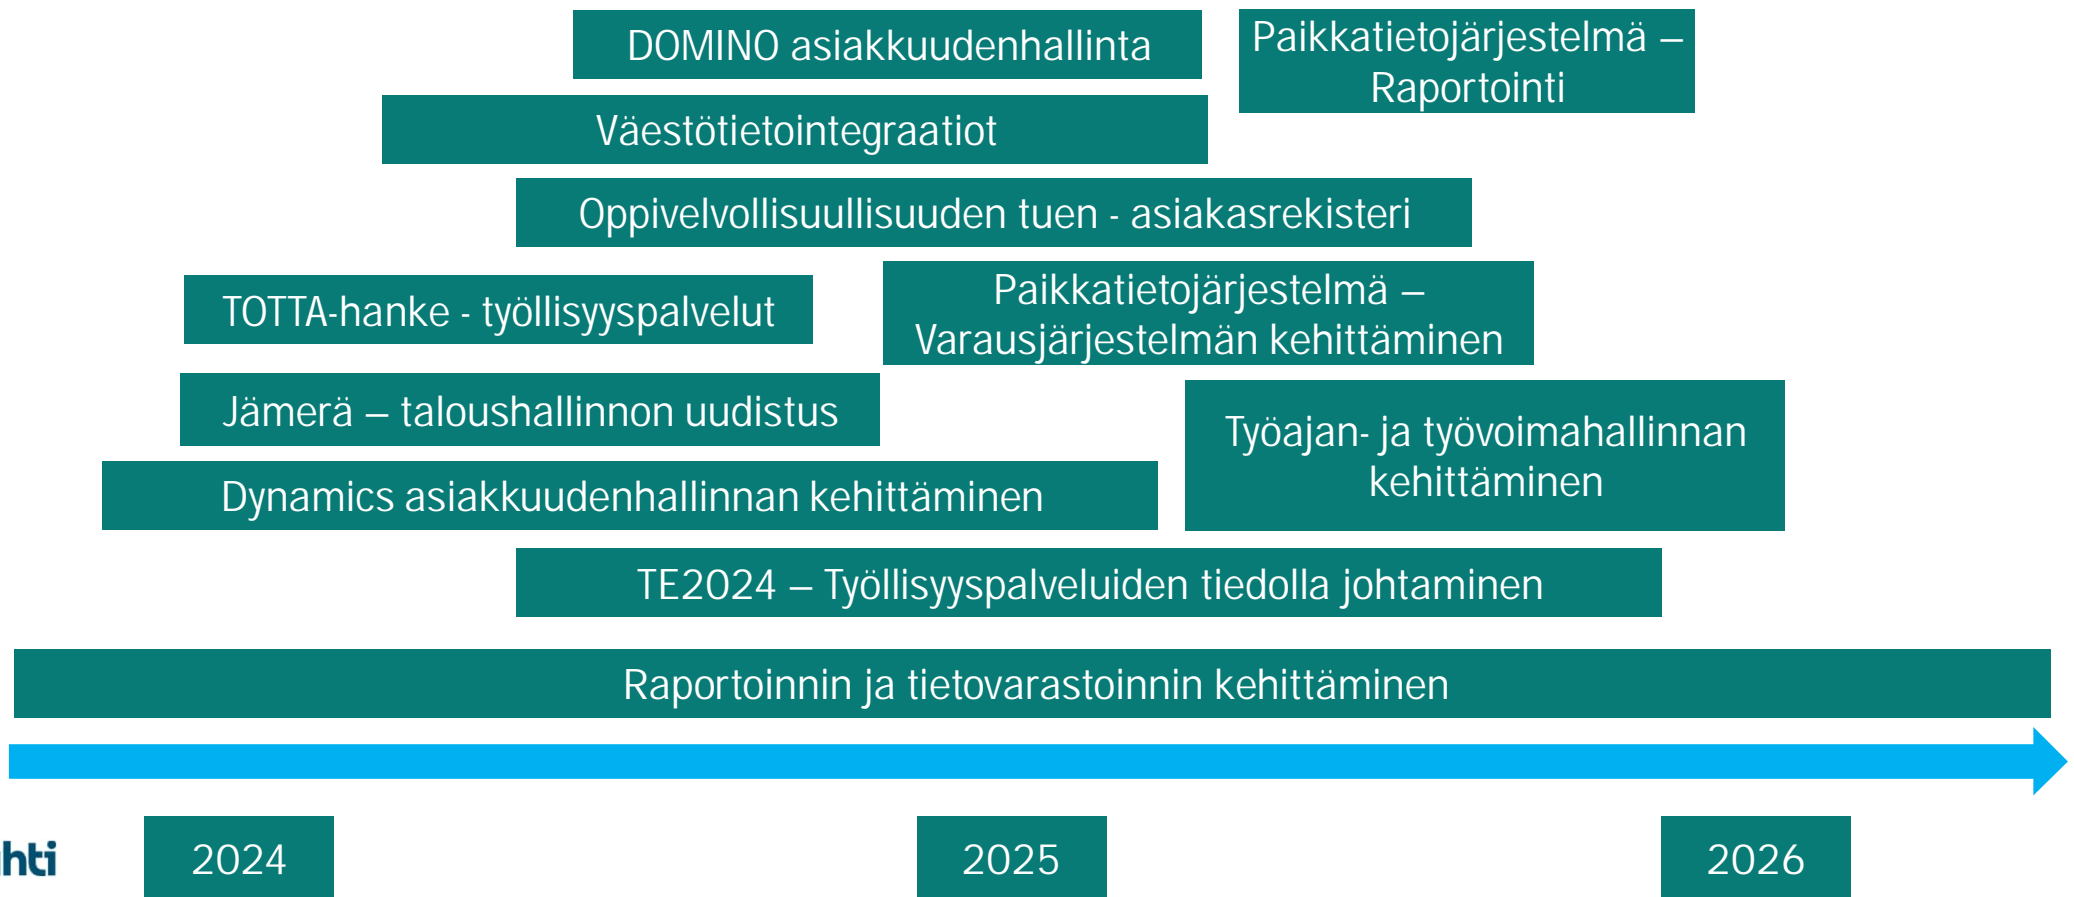 DOMINO asiakkuudenhallinta
Paikkatietojärjestelmä –
Raportointi
Väestötietointegraatiot
Oppivelvollisuullisuuden tuen - asiakasrekisteri
TOTTA-hanke - työllisyyspalvelut
Paikkatietojärjestelmä –
Varausjärjestelmän kehittäminen
Jämerä – taloushallinnon uudistus
Työajan- ja työvoimahallinnan
kehittäminen
Dynamics asiakkuudenhallinnan kehittäminen
TE2024 – Työllisyyspalveluiden tiedolla johtaminen
Raportoinnin ja tietovarastoinnin kehittäminen
hti
2024
2025
2026